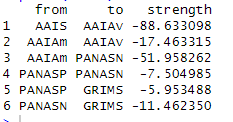 from to strength
1 AAIS AAIAv -88.633098
2 AAIAm AAIAv -17.463315
3 AAIAm PANASN -51.958262
4 PANASP PANASN -7.504985
5 PANASP GRIMS -5.953488
6 PANASN GRIMS -11.462350